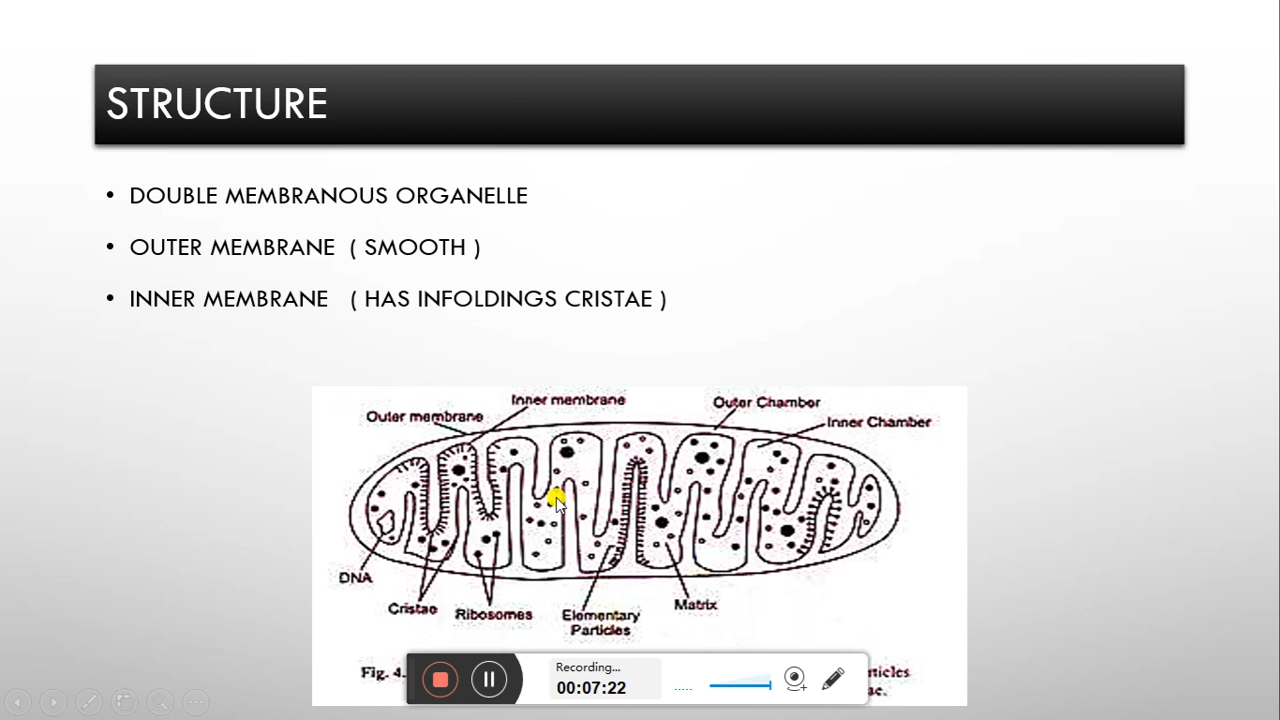 STRUCTURE
• DOUBLE MEMBRANOUS ORGANELLE
• OUTER MEMBRANE ( SMOOTH )
• INNER MEMBRANE ( HAS INFOLDINGS CRISTAE )
Inner membrane
Outer Chamber
Outer membrane
Inner Chamber
DNA
Cristae
Ribosomes
Elementary
Particles
Matrix
Fig. 4.
Recording...
00:07:22